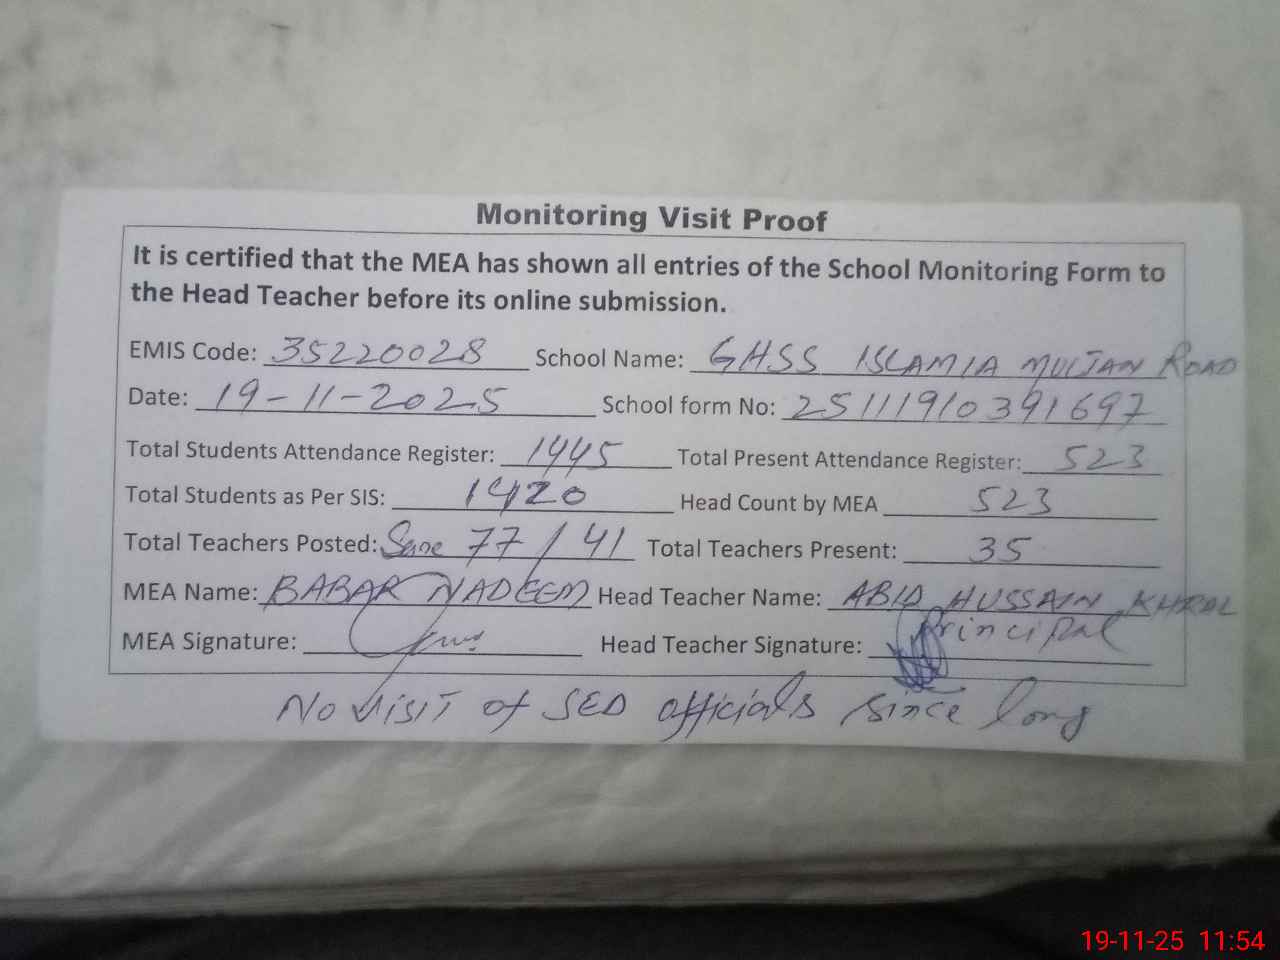 Monitoring Visit Proof
It is certified that the MEA has shown all entries of the School Monitoring Form to
the Head Teacher before its online submission.
EMIS Code: 35220028 School Name: GHSS ISLAMIA MULTAN ROAD
Date: 19-11-2025 School form No: 25111910391697
Total Students Attendance Register: 1445 Total Present Attendance Register: 523
Total Students as Per SIS: 1420 Head Count by MEA 523
Total Teachers Posted: 77/41 Total Teachers Present: 35
MEA Name: BABAR NADEEM Head Teacher Name: ABID HUSSAIN KHRAL
MEA Signature: Head Teacher Signature: Principal
No visit of SED officials since long
19-11-25 11:54